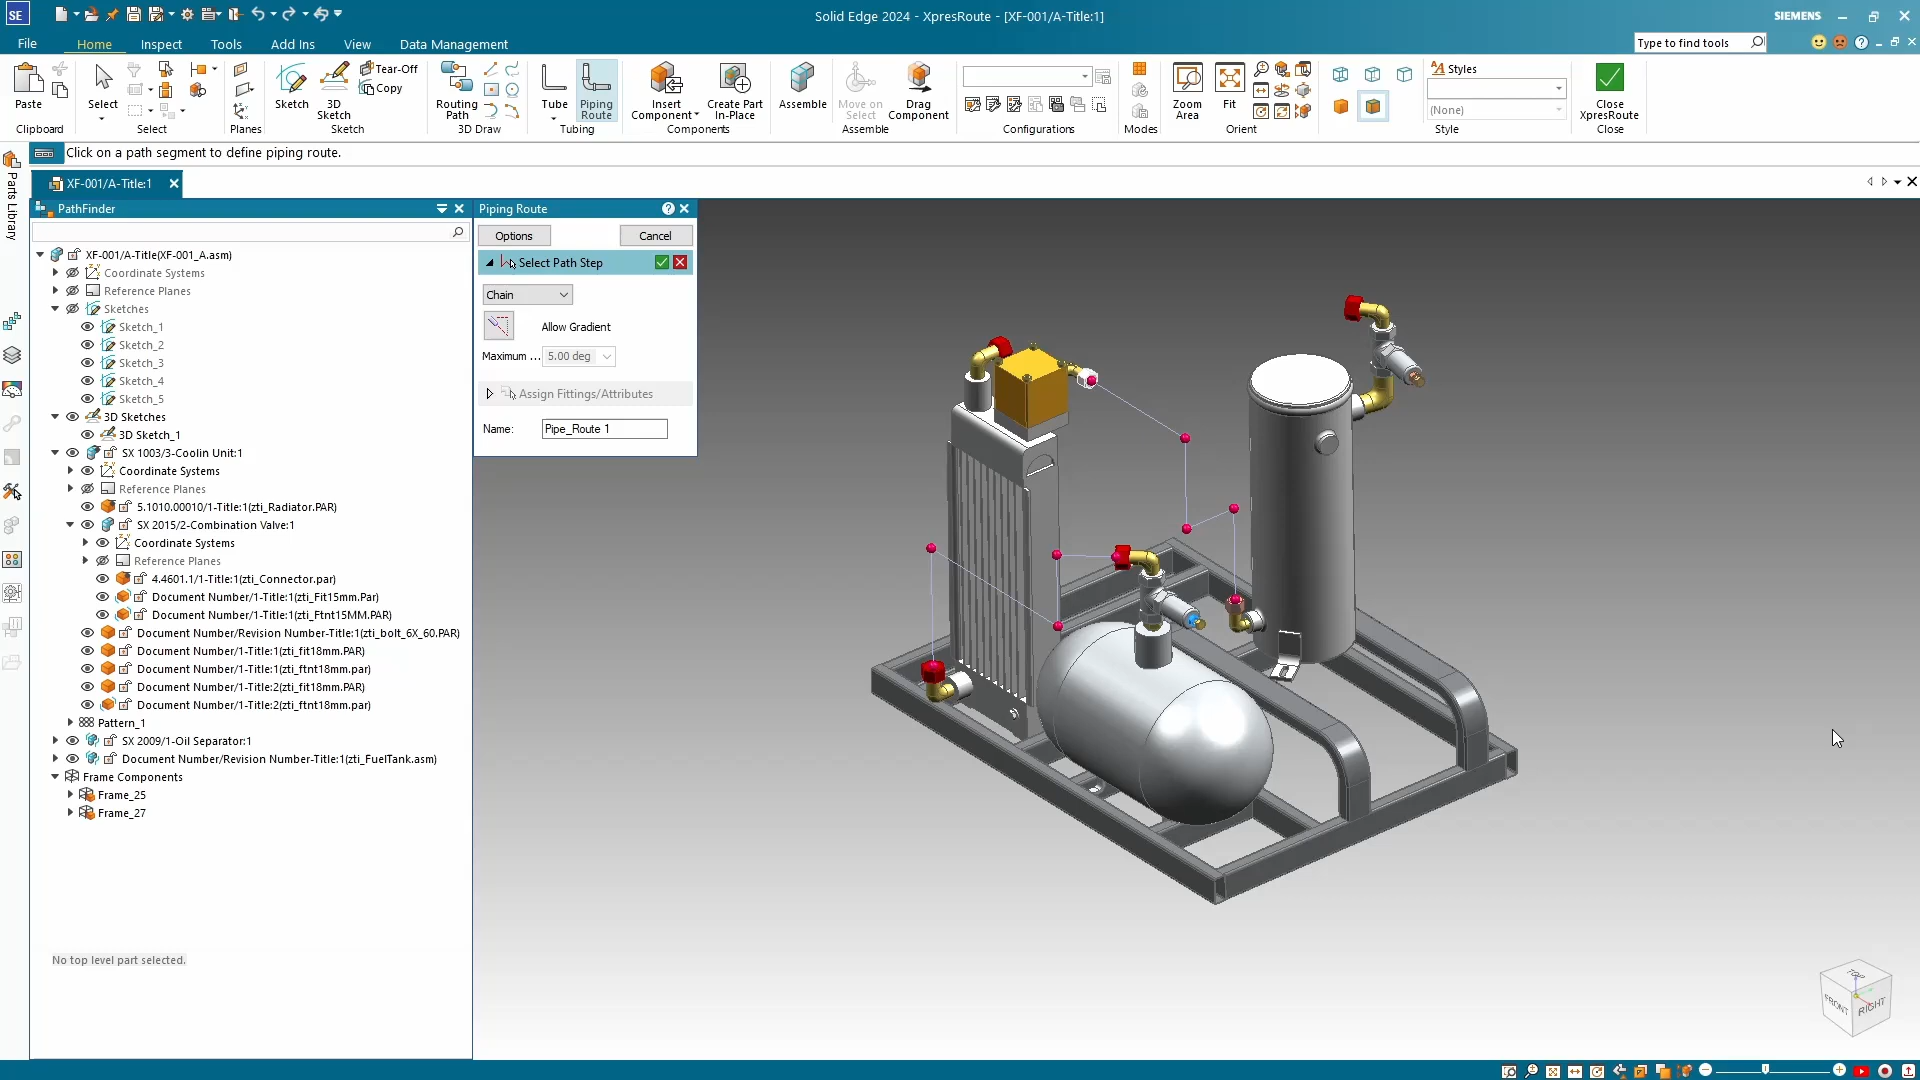 SE
Solid Edge 2024 - XpresRoute - [XF-001/A-Title:1]
SIEMENS
File Home Inspect Tools Add Ins View Data Management
Type to find tools
Paste
Clipboard
Select
Select
Planes
Sketch
3D Sketch
Tear-Off
Copy
Sketch
Routing Path
3D Draw
Tube
Piping Route
Tubing
Insert Component
Create Part In-Place
Components
Assemble
Move on Select
Drag Component
Assemble
Configurations
Modes
Zoom Area
Fit
Orient
Styles
(None)
Style
Close XpresRoute
Close
Click on a path segment to define piping route.
Parts Library
XF-001/A-Title:1
PathFinder
XF-001/A-Title(XF-001_A.asm)
Coordinate Systems
Reference Planes
Sketches
Sketch_1
Sketch_2
Sketch_3
Sketch_4
Sketch_5
3D Sketches
3D Sketch_1
SX 1003/3-Coolin Unit:1
Coordinate Systems
Reference Planes
5.1010.00010/1-Title:1(zti_Radiator.PAR)
SX 2015/2-Combination Valve:1
Coordinate Systems
Reference Planes
4.4601.1/1-Title:1(zti_Connector.par)
Document Number/1-Title:1(zti_Fit15mm.Par)
Document Number/1-Title:1(zti_Ftnt15MM.PAR)
Document Number/Revision Number-Title:1(zti_bolt_6X_60.PAR)
Document Number/1-Title:1(zti_fit18mm.PAR)
Document Number/1-Title:1(zti_ftnt18mm.par)
Document Number/1-Title:2(zti_fit18mm.PAR)
Document Number/1-Title:2(zti_ftnt18mm.par)
Pattern_1
SX 2009/1-Oil Separator:1
Document Number/Revision Number-Title:1(zti_FuelTank.asm)
Frame Components
Frame_25
Frame_27
No top level part selected.
Piping Route
Options
Cancel
Select Path Step
Chain
Allow Gradient
Maximum ... 5.00 deg
Assign Fittings/Attributes
Name: Pipe_Route 1
TOP
FRONT
RIGHT